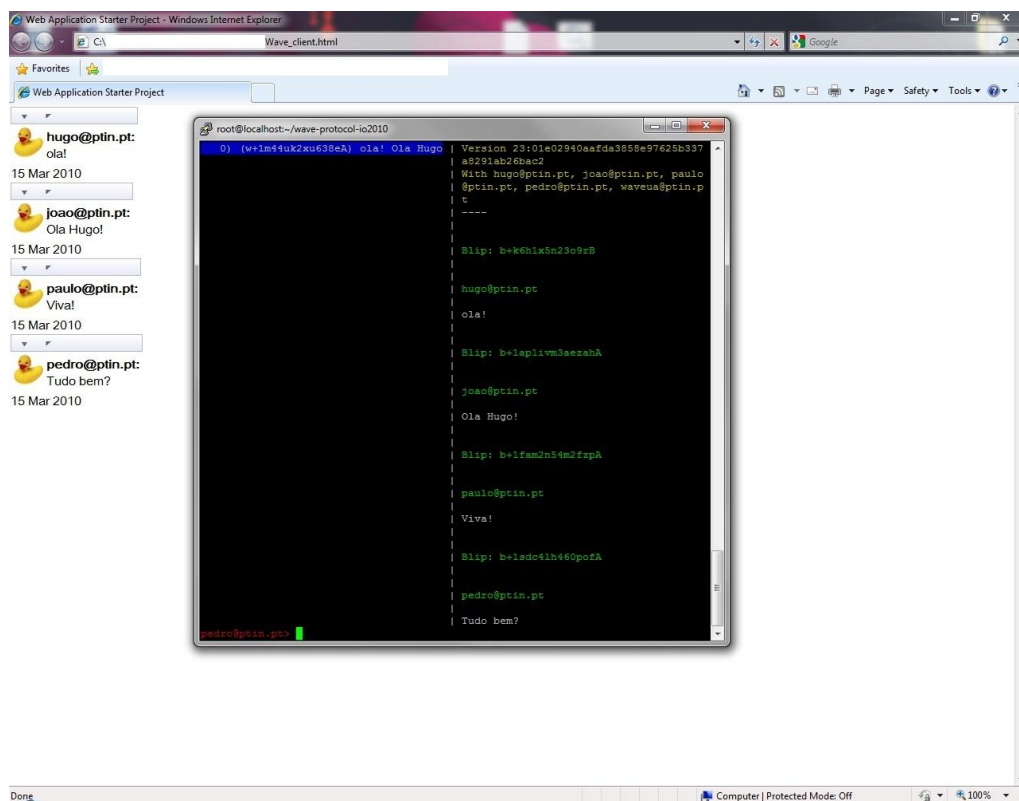 Web Application Starter Project - Windows Internet Explorer
C:\ Wave_client.html Google
Favorites
Web Application Starter Project Page Safety Tools
hugo@ptin.pt:
ola!
15 Mar 2010
joao@ptin.pt:
Ola Hugo!
15 Mar 2010
paulo@ptin.pt:
Viva!
15 Mar 2010
pedro@ptin.pt:
Tudo bem?
15 Mar 2010
root@localhost:~/wave-protocol-io2010
0) (w+1m44uk2xu638eA) ola! Ola Hugo
pedro@ptin.pt>
| Version 23:01e02940aafda3858e97625b337
| a8291ab26bac2
| With hugo@ptin.pt, joao@ptin.pt, paulo
| @ptin.pt, pedro@ptin.pt, waveua@ptin.p
| t
| ----
| Blip: b+k6h1x5n23o9rB
| hugo@ptin.pt
| ola!
| Blip: b+1ap1ivm3aezahA
| joao@ptin.pt
| Ola Hugo!
| Blip: b+1fam2n54m2fzpA
| paulo@ptin.pt
| Viva!
| Blip: b+1sdc4lh460pofA
| pedro@ptin.pt
| Tudo bem?
Done Computer | Protected Mode: Off 100%